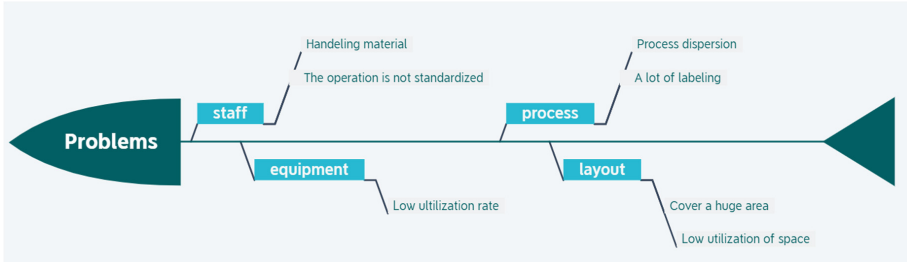 Handeling material
The operation is not standardized
staff
Process dispersion
A lot of labeling
process
Problems
equipment
Low ultilization rate
layout
Cover a huge area
Low utilization of space